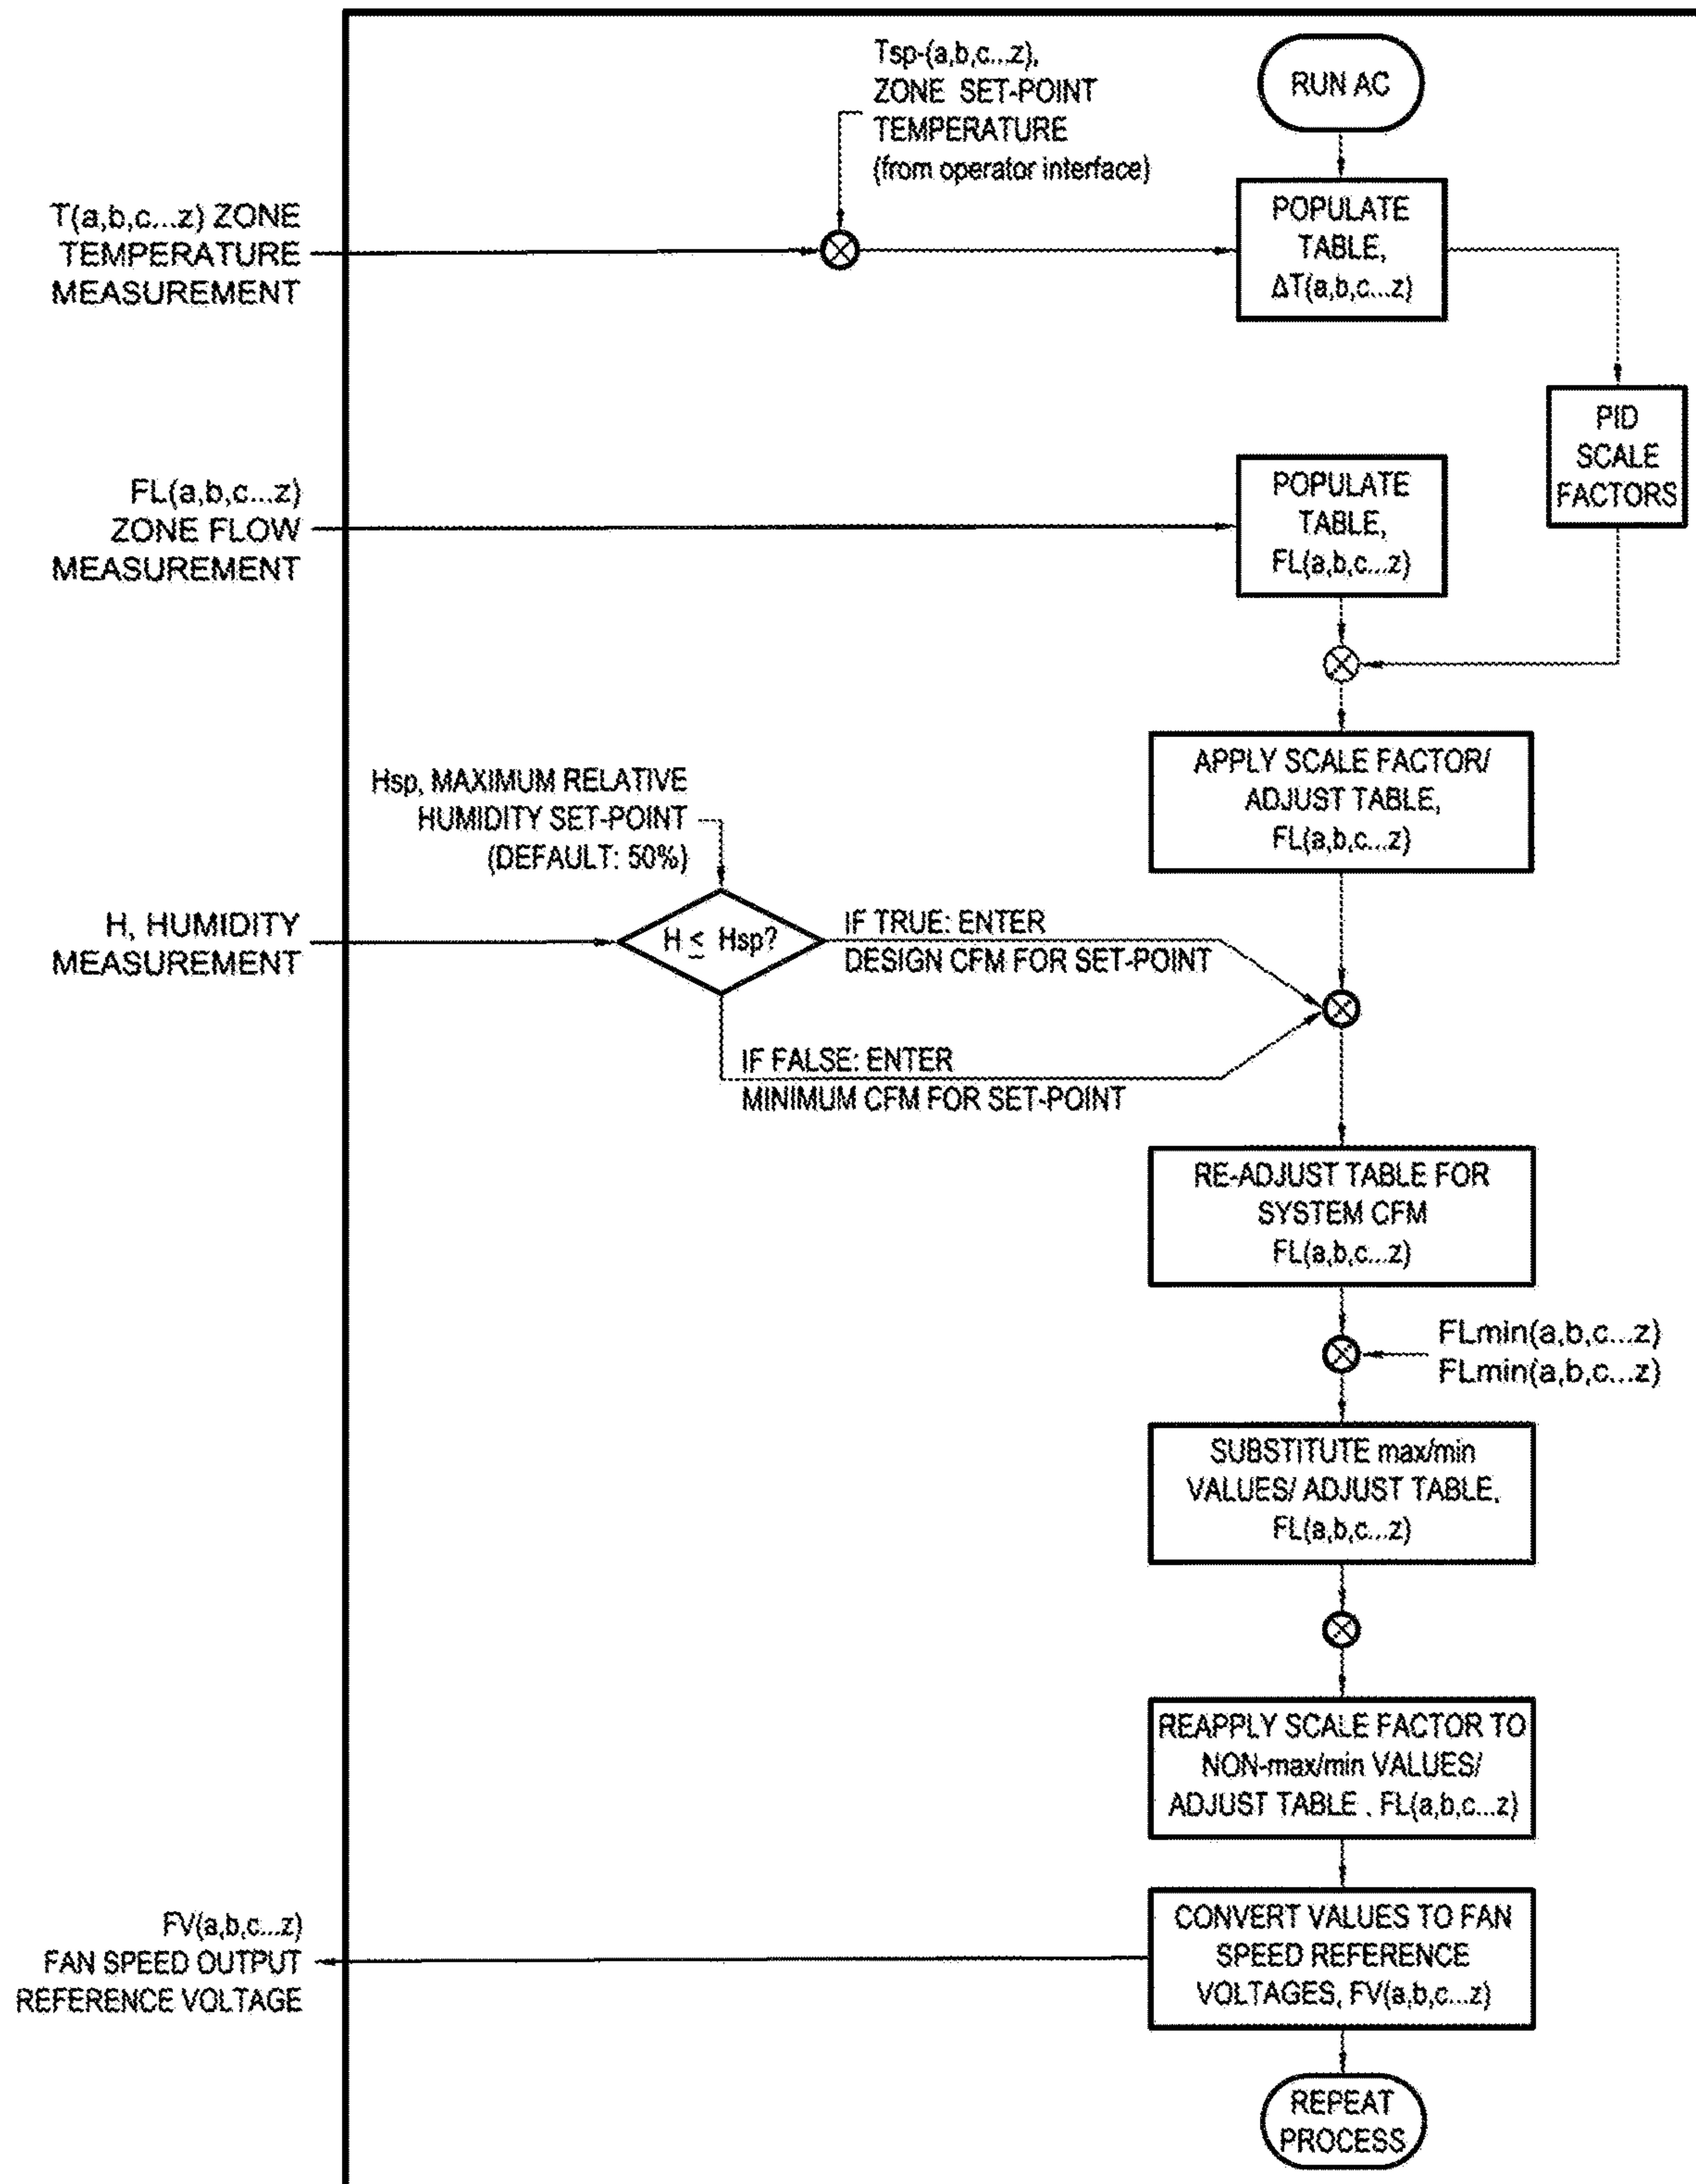 Tsp-(a,b,c...z),
ZONE SET-POINT
TEMPERATURE
(from operator interface)
RUN AC
T(a,b,c...z) ZONE
TEMPERATURE
MEASUREMENT
POPULATE
TABLE,
ΔT(a,b,c...z)
PID
SCALE
FACTORS
FL(a,b,c...z)
ZONE FLOW
MEASUREMENT
POPULATE
TABLE,
FL(a,b,c...z)
APPLY SCALE FACTOR/
ADJUST TABLE,
FL(a,b,c...z)
Hsp, MAXIMUM RELATIVE
HUMIDITY SET-POINT
(DEFAULT: 50%)
H, HUMIDITY
MEASUREMENT
H ≤ Hsp?
IF TRUE: ENTER
DESIGN CFM FOR SET-POINT
IF FALSE: ENTER
MINIMUM CFM FOR SET-POINT
RE-ADJUST TABLE FOR
SYSTEM CFM
FL(a,b,c...z)
FLmin(a,b,c...z)
FLmin(a,b,c...z)
SUBSTITUTE max/min
VALUES/ ADJUST TABLE,
FL(a,b,c...z)
REAPPLY SCALE FACTOR TO
NON-max/min VALUES/
ADJUST TABLE , FL(a,b,c...z)
FV(a,b,c...z)
FAN SPEED OUTPUT
REFERENCE VOLTAGE
CONVERT VALUES TO FAN
SPEED REFERENCE
VOLTAGES, FV(a,b,c...z)
REPEAT
PROCESS